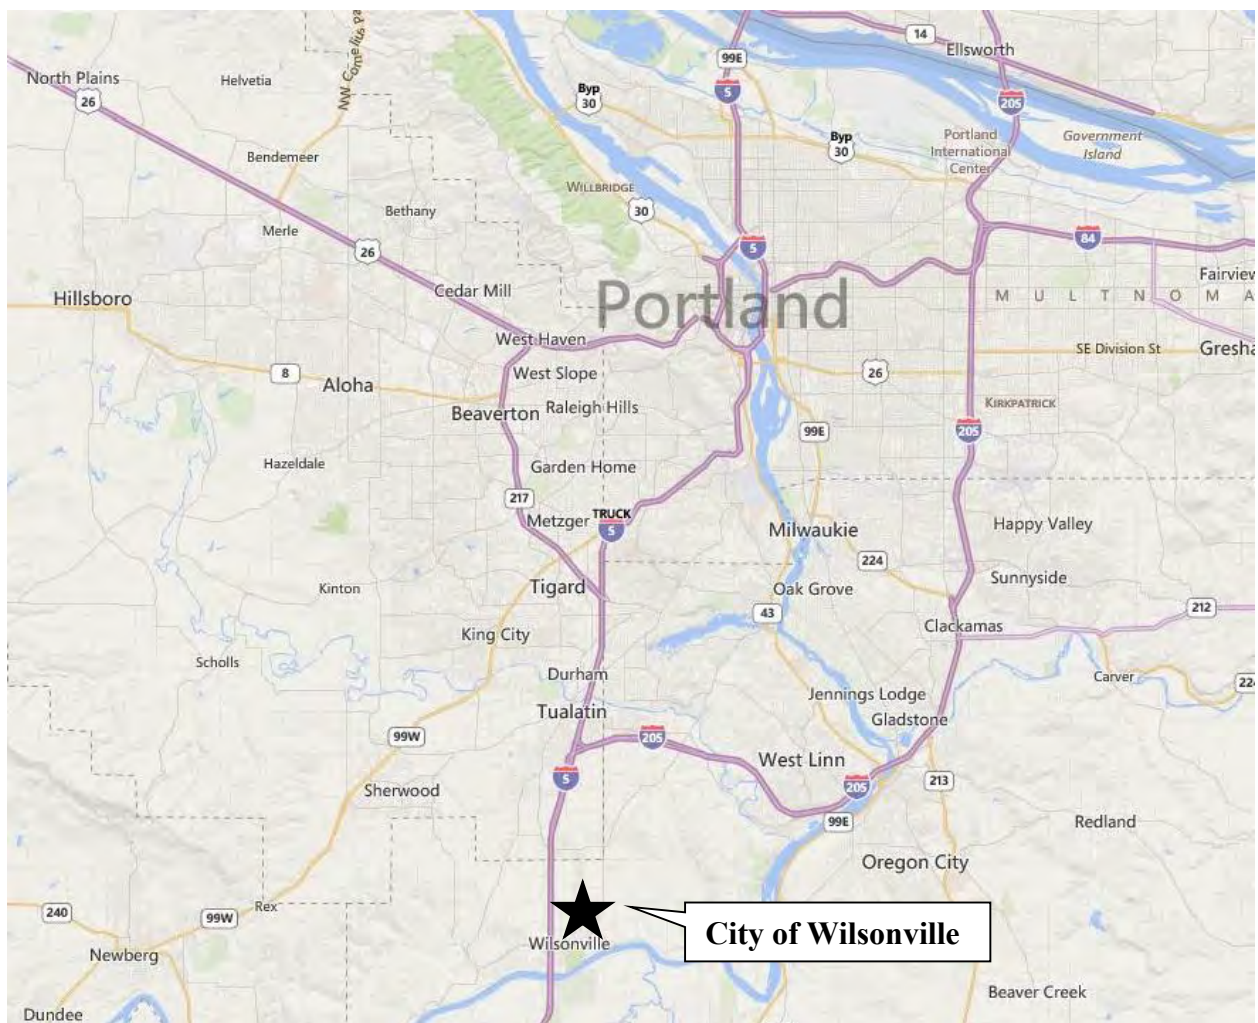 14
Ellsworth
99E
NW Cornelius Pa
North Plains
Helvetia
26
5
Byp
30
205
Byp
30
Portland
International
Center
Government
Island
Bendemeer
WILLBRIDGE
30
Bethany
Merle
26
5
84
Fairview
Hillsboro
Cedar Mill
Portland
MULTNOMA
West Haven
SE Division St
Gresha
8
Aloha
West Slope
26
Beaverton
Raleigh Hills
KIRKPATRICK
99E
205
Hazeldale
Garden Home
217
Metzger
TRUCK
5
Milwaukie
Happy Valley
224
Kinton
Tigard
Oak Grove
Sunnyside
43
212
King City
Clackamas
Scholls
Durham
Carver
224
Jennings Lodge
Tualatin
Gladstone
99W
205
West Linn
5
205
213
Sherwood
99E
Redland
Oregon City
240
99W
Rex
City of Wilsonville
Wilsonville
Newberg
Beaver Creek
Dundee